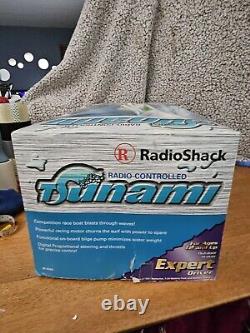 R RadioShack
RADIO-CONTROLLED
Tsunami
Competition race boat blasts through waves!
Powerful racing motor churns the surf with power to spare
Functional on-board bilge pump minimizes water weight
Digital Proportional steering and throttle
for precise control
For Ages
12 and Up
Expert
Driver